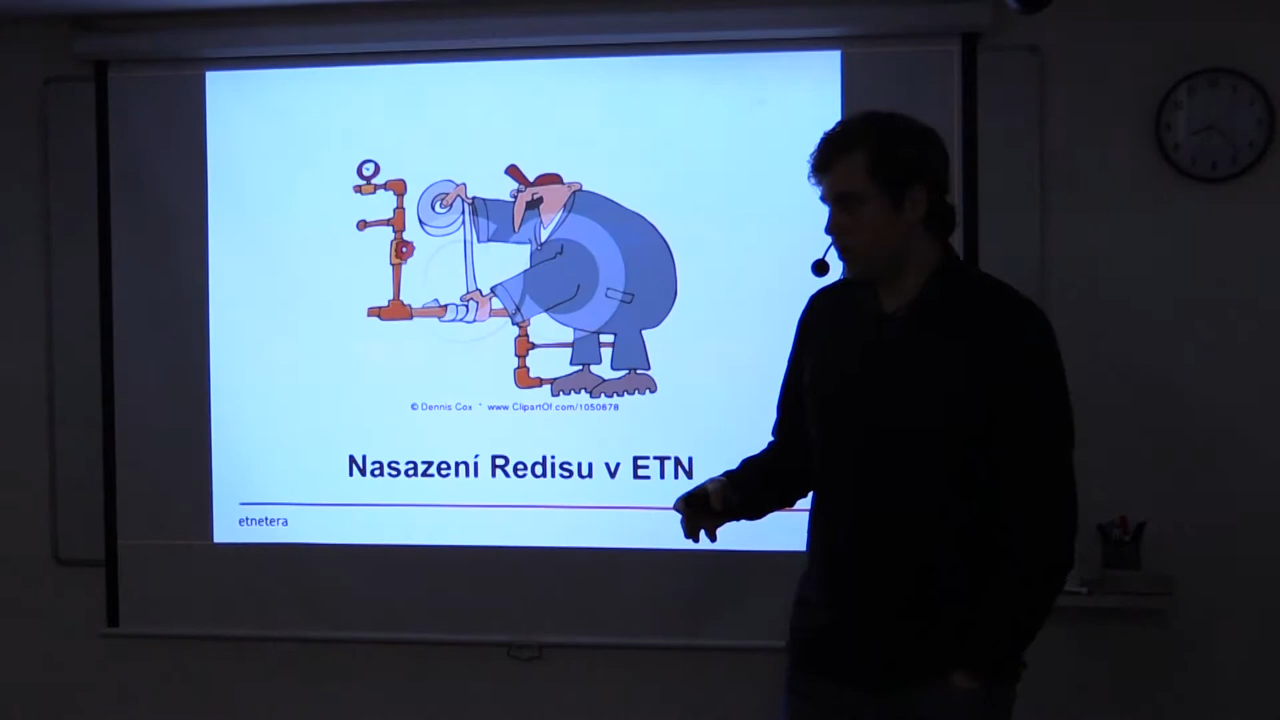 © Dennis Cox * www.ClipartOf.com/1050678
Nasazení Redisu v ETN
etnetera